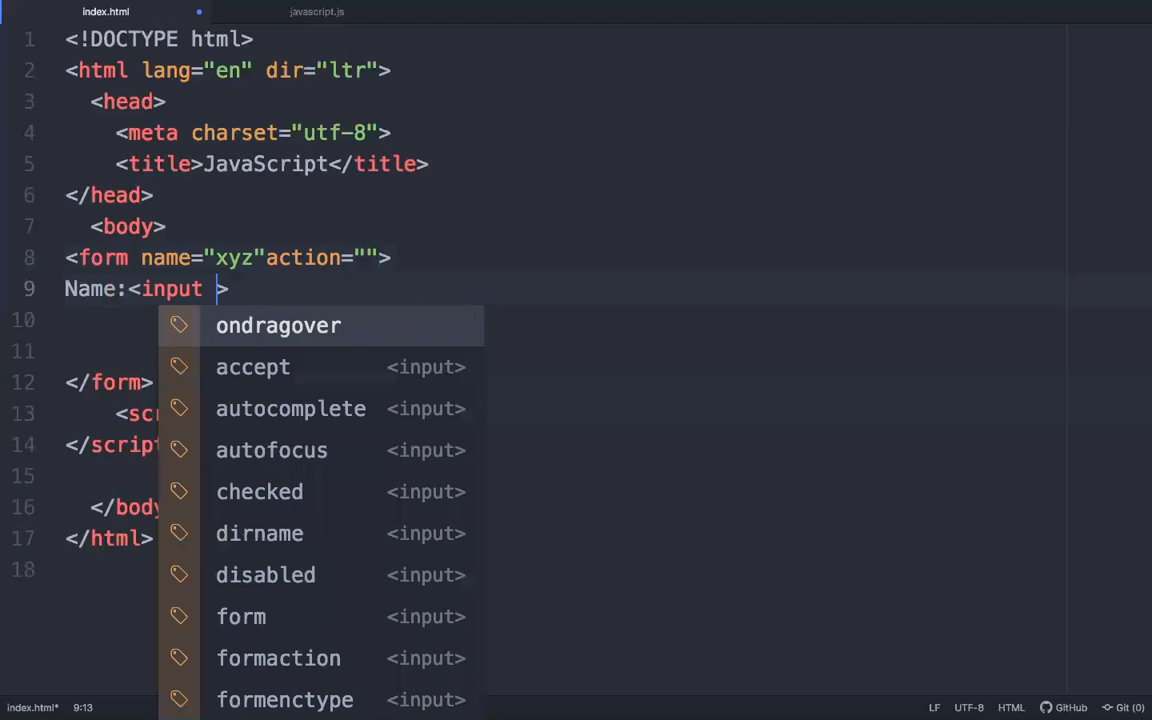 index.html javascript.js
1 <!DOCTYPE html>
2 <html lang="en" dir="ltr">
3 <head>
4 <meta charset="utf-8">
5 <title>JavaScript</title>
6 </head>
7 <body>
8 <form name="xyz"action="">
9 Name:<input >
10 ondragover
11 accept <input>
12 </form>
autocomplete <input>
13 <scr
14 </script
autofocus <input>
15 checked <input>
16 </body
dirname <input>
17 </html>
18 disabled <input>
form <input>
formaction <input>
formenctype <input>
index.html* 9:13 LF UTF-8 HTML GitHub Git (0)